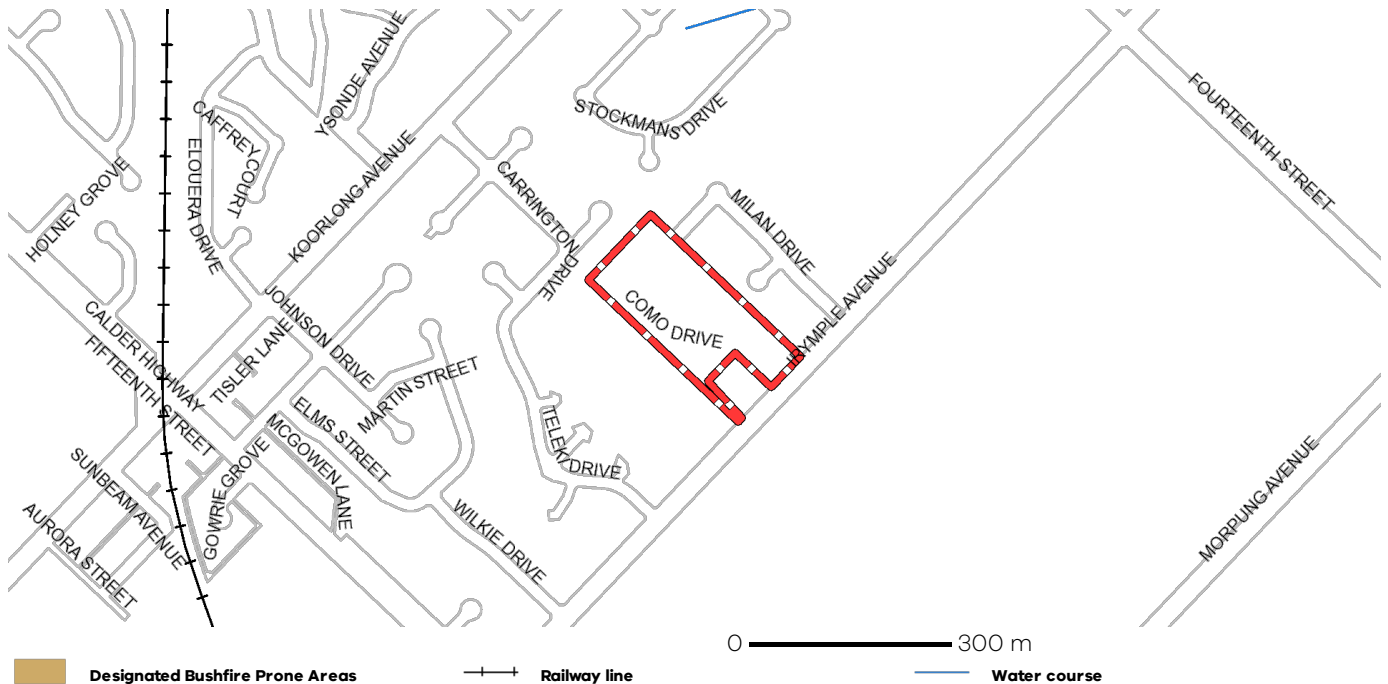 YSONDE AVENUE
CAFFREY COURT
STOCKMANS DRIVE
FOURTEENTH STREET
ELOUERA DRIVE
KOORLONG AVENUE
HOLNEY GROVE
CARRINGTON DRIVE
MILAN DRIVE
IRYMPLE AVENUE
JOHNSON DRIVE
COMO DRIVE
CALDER HIGHWAY
FIFTEENTH STREET
TISLER LANE
MARTIN STREET
ELMS STREET
MCGOWEN LANE
TELEK DRIVE
SUNBEAM AVENUE
GOWRIE GROVE
AURORA STREET
WILKIE DRIVE
MORPUNG AVENUE
0 300 m
Designated Bushfire Prone Areas Railway line Water course